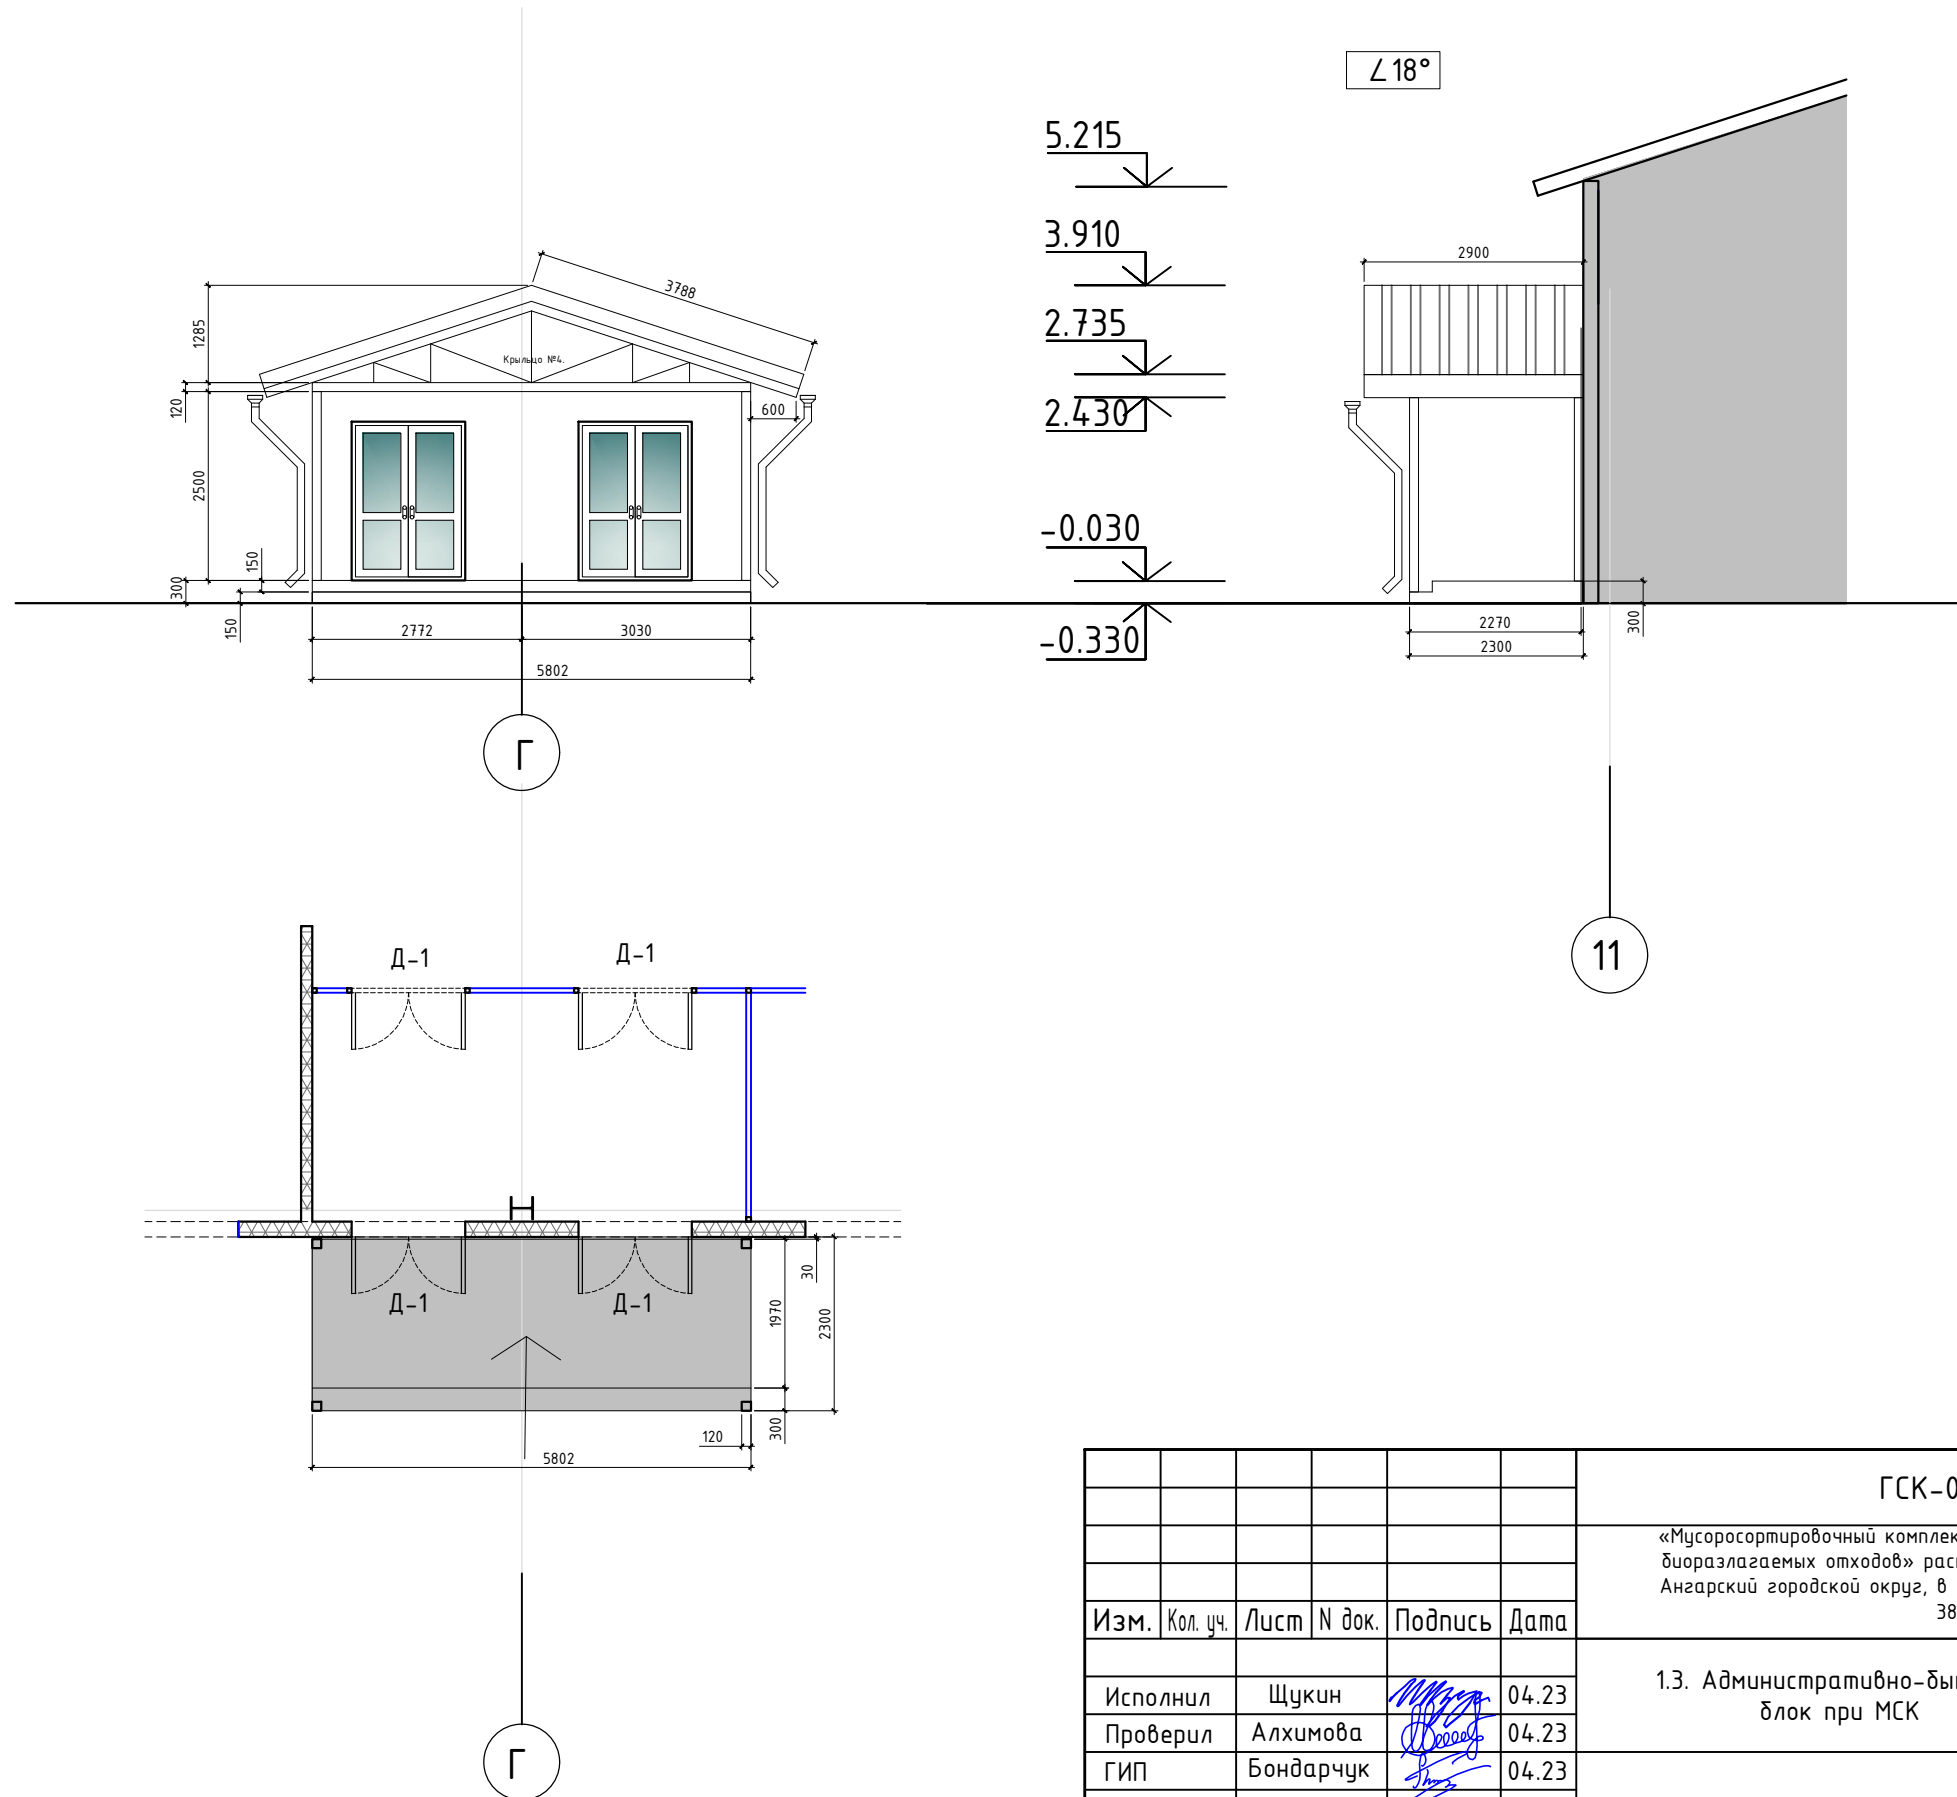 ∠18°
5.215
3.910
2.735
2.430
-0.030
-0.330
3788
1285
120
2500
150
300
150
Крыльцо №4.
600
2772
3030
5802
Г
2900
2270
2300
300
11
Д-1
Д-1
Д-1
Д-1
30
1970
2300
300
120
5802
Г
ГСК-0
«Мусоросортировочный комплек
биоразлагаемых отходов» рас
Ангарский городской округ, в
38
Изм. Кол. уч. Лист N док. Подпись Дата
1.3. Административно-бы
блок при МСК
Исполнил Щукин 04.23
Проверил Алхимова 04.23
ГИП Бондарчук 04.23